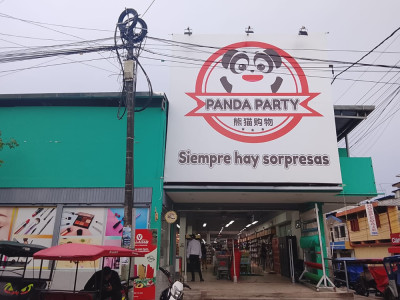 PANDA PARTY
熊猫购物
Siempre hay sorpresas